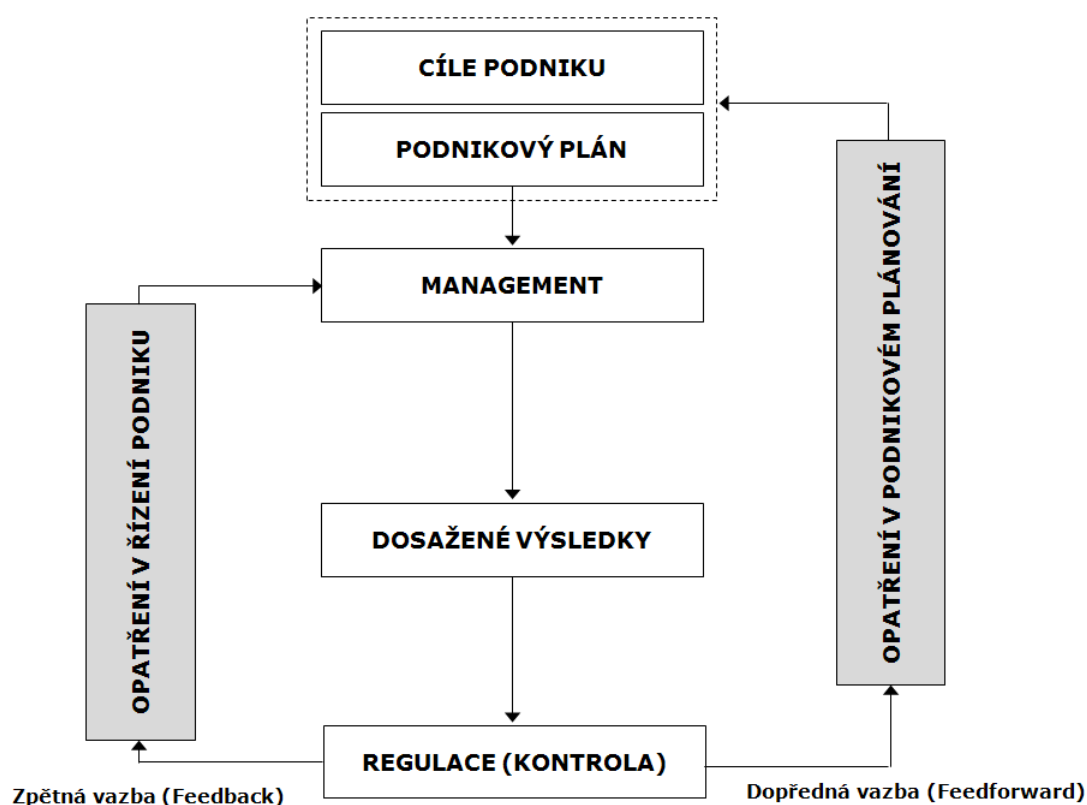 CÍLE PODNIKU
PODNIKOVÝ PLÁN
MANAGEMENT
DOSAŽENÉ VÝSLEDKY
REGULACE (KONTROLA)
OPATŘENÍ V ŘÍZENÍ PODNIKU
OPATŘENÍ V PODNIKOVÉM PLÁNOVÁNÍ
Zpětná vazba (Feedback)
Dopředná vazba (Feedforward)